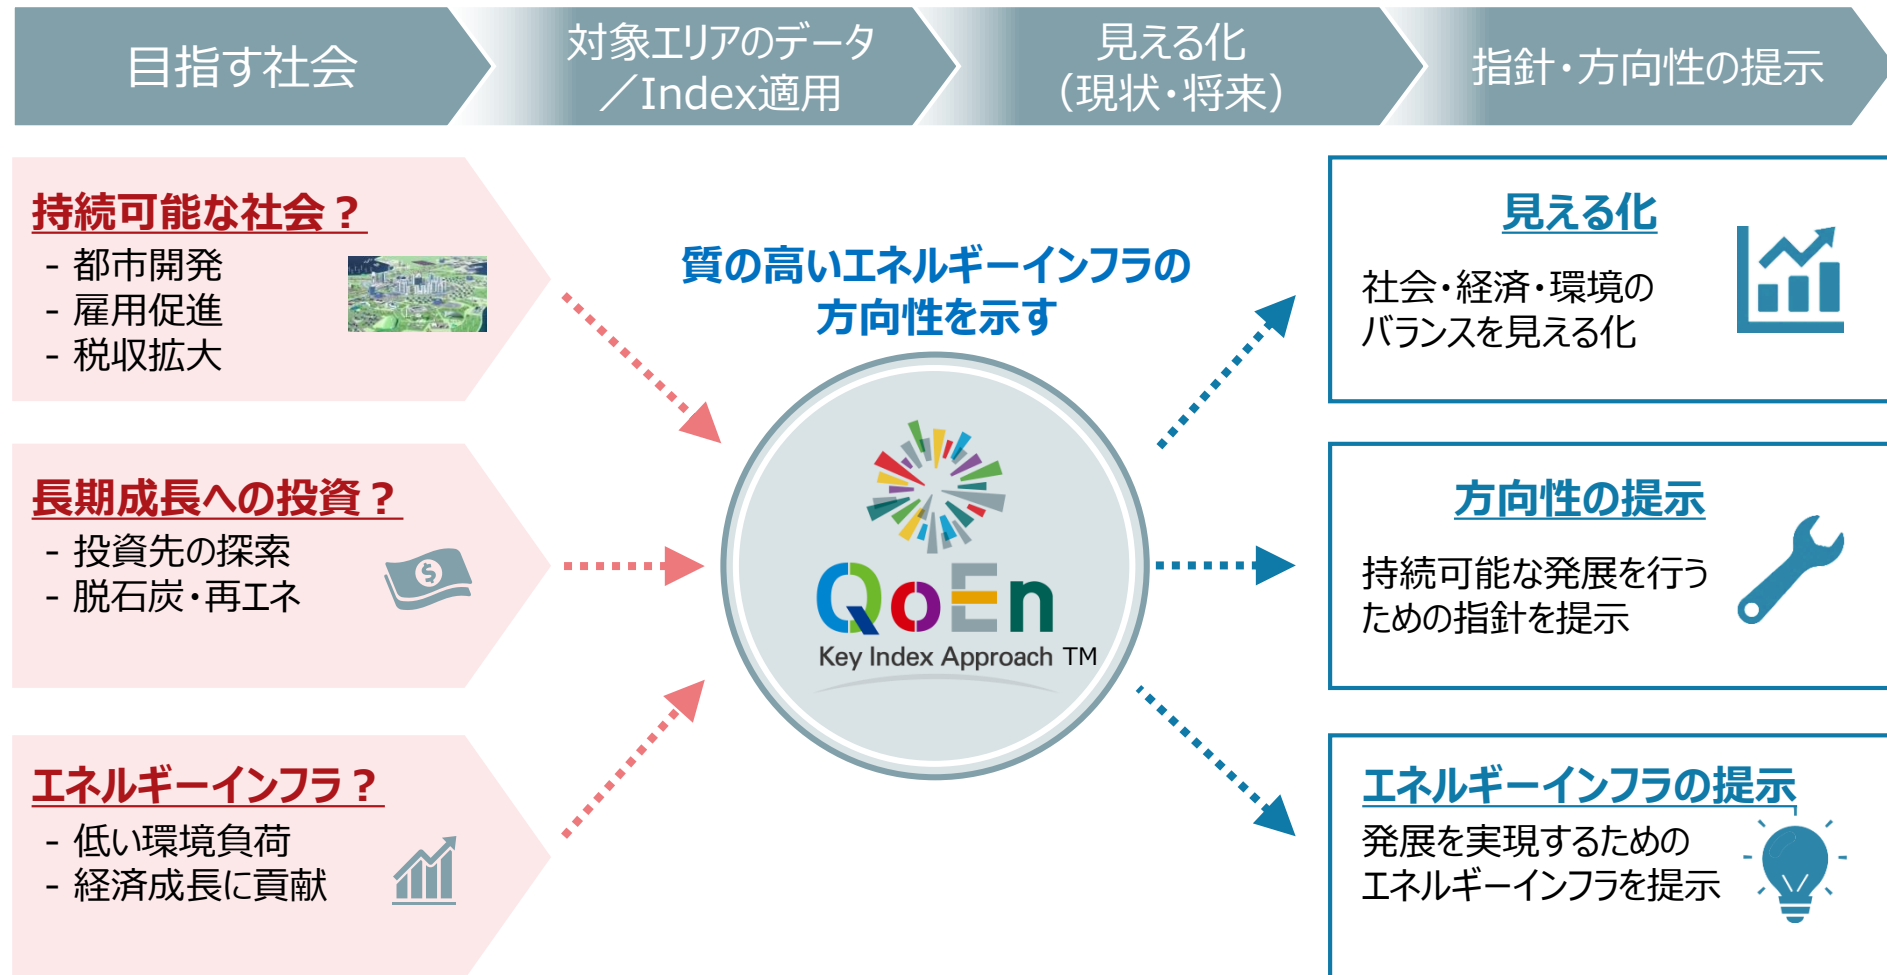 目指す社会
対象エリアのデータ
／Index適用
見える化
（現状・将来）
指針・方向性の提示
持続可能な社会？
- 都市開発
- 雇用促進
- 税収拡大
長期成長への投資？
- 投資先の探索
- 脱石炭・再エネ
エネルギーインフラ？
- 低い環境負荷
- 経済成長に貢献
質の高いエネルギーインフラの
方向性を示す
QoEn
Key Index Approach TM
見える化
社会・経済・環境の
バランスを見える化
方向性の提示
持続可能な発展を行う
ための指針を提示
エネルギーインフラの提示
発展を実現するための
エネルギーインフラを提示